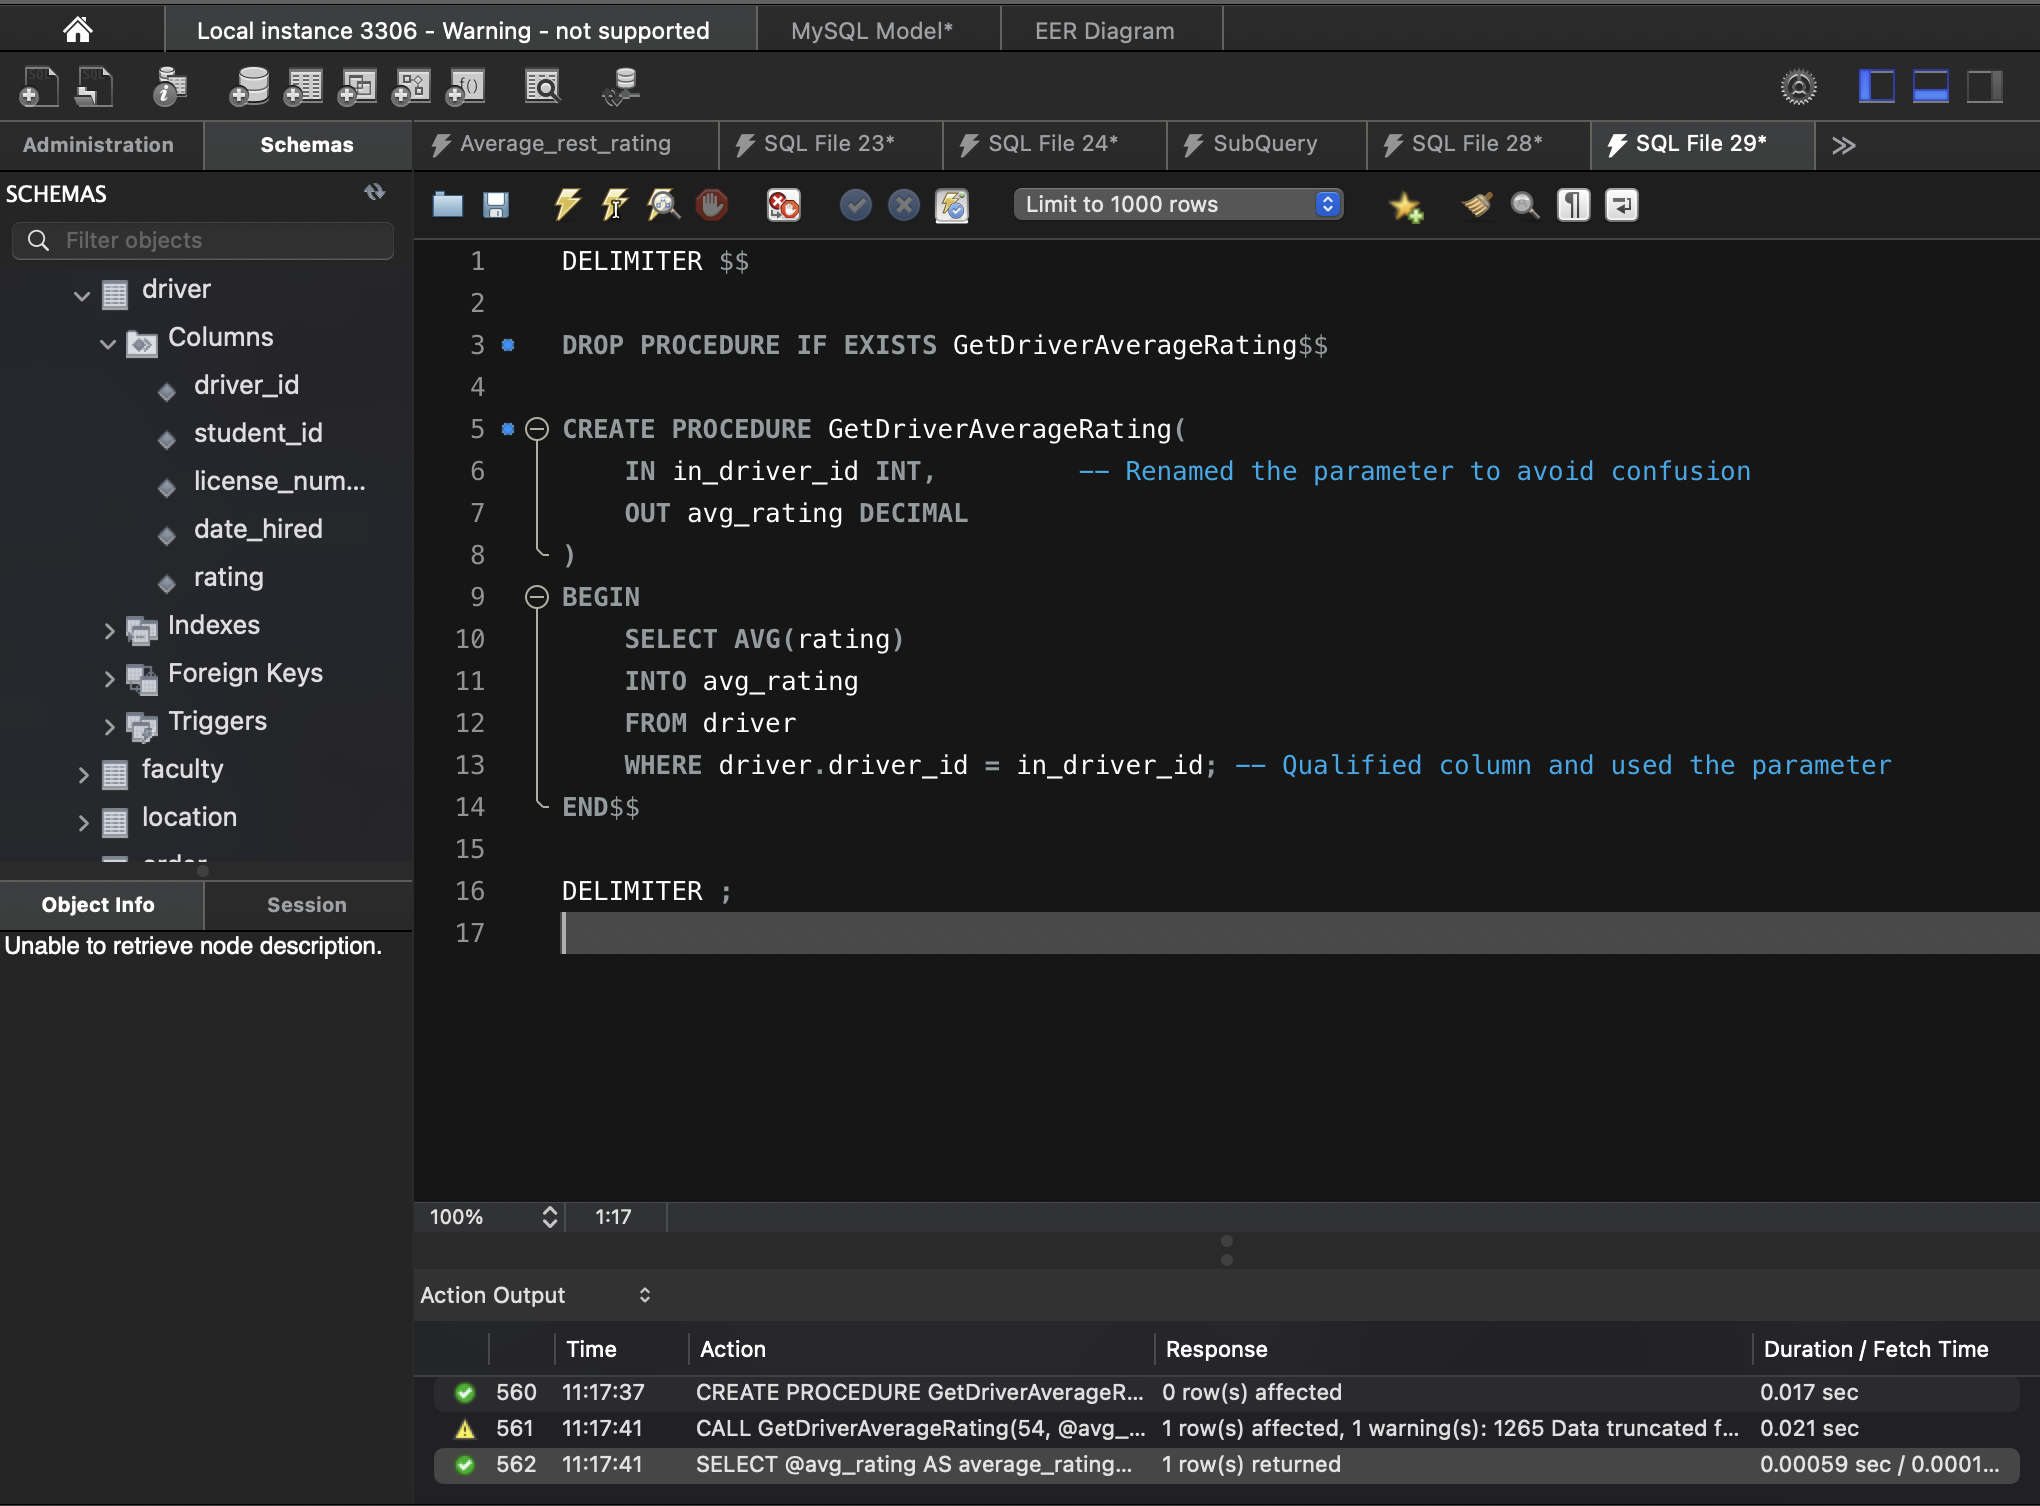 Local instance 3306 - Warning - not supported
MySQL Model*
EER Diagram
Administration
Schemas
Average_rest_rating
SQL File 23*
SQL File 24*
SubQuery
SQL File 28*
SQL File 29*
SCHEMAS
Filter objects
Limit to 1000 rows
driver
Columns
driver_id
student_id
license_num...
date_hired
rating
Indexes
Foreign Keys
Triggers
faculty
location
order
Object Info
Session
Unable to retrieve node description.
1 DELIMITER $$
2
3 DROP PROCEDURE IF EXISTS GetDriverAverageRating$$
4
5 CREATE PROCEDURE GetDriverAverageRating(
6 IN in_driver_id INT, -- Renamed the parameter to avoid confusion
7 OUT avg_rating DECIMAL
8 )
9 BEGIN
10 SELECT AVG(rating)
11 INTO avg_rating
12 FROM driver
13 WHERE driver.driver_id = in_driver_id; -- Qualified column and used the parameter
14 END$$
15
16 DELIMITER ;
17
100% 1:17
Action Output
Time Action Response Duration / Fetch Time
560 11:17:37 CREATE PROCEDURE GetDriverAverageR... 0 row(s) affected 0.017 sec
561 11:17:41 CALL GetDriverAverageRating(54, @avg_... 1 row(s) affected, 1 warning(s): 1265 Data truncated f... 0.021 sec
562 11:17:41 SELECT @avg_rating AS average_rating... 1 row(s) returned 0.00059 sec / 0.0001...